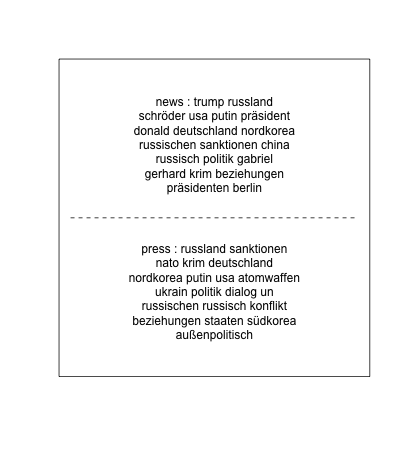 news : trump russland
schröder usa putin präsident
donald deutschland nordkorea
russischen sanktionen china
russisch politik gabriel
gerhard krim beziehungen
präsidenten berlin
press : russland sanktionen
nato krim deutschland
nordkorea putin usa atomwaffen
ukrain politik dialog un
russischen russisch konflikt
beziehungen staaten südkorea
außenpolitisch